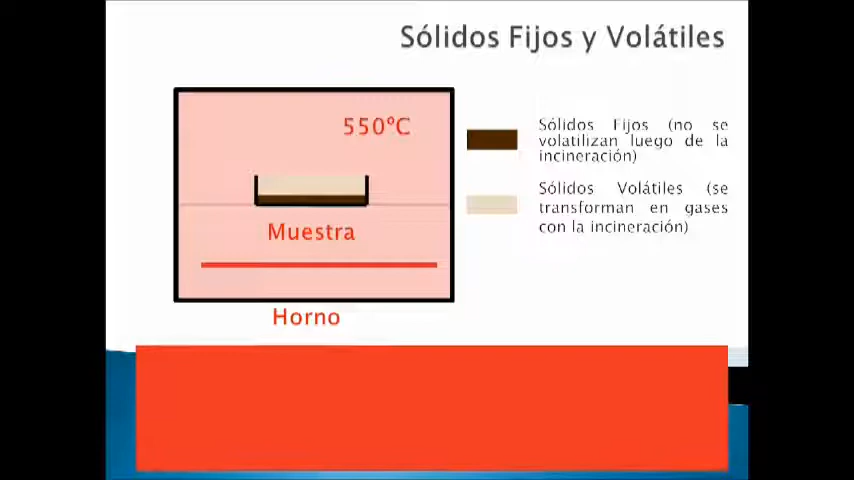 Sólidos Fijos y Volátiles
550ºC
Muestra
Horno
Sólidos Fijos (no se
volatilizan luego de la
incineración)
Sólidos Volátiles (se
transforman en gases
con la incineración)